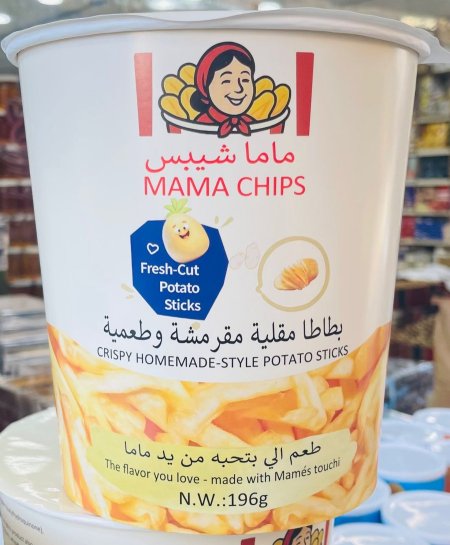 ماما شيبس
MAMA CHIPS
Fresh-Cut
Potato
Sticks
بطاطا مقلية مقرمشة وطعمية
CRISPY HOMEMADE-STYLE POTATO STICKS
طعم الي بتحبه من يد ماما
The flavor you love - made with Mamés touchi
N.W.:196g